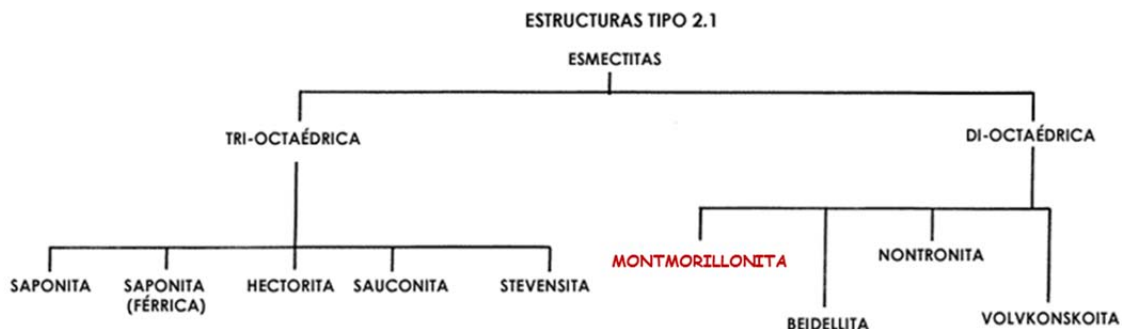 ESTRUCTURAS TIPO 2.1
ESMECTITAS
TRI-OCTAÉDRICA
DI-OCTAÉDRICA
SAPONITA
SAPONITA
(FÉRRICA)
HECTORITA
SAUCONITA
STEVENSITA
MONTMORILLONITA
BEIDELLITA
NONTRONITA
VOLVKONSKOITA